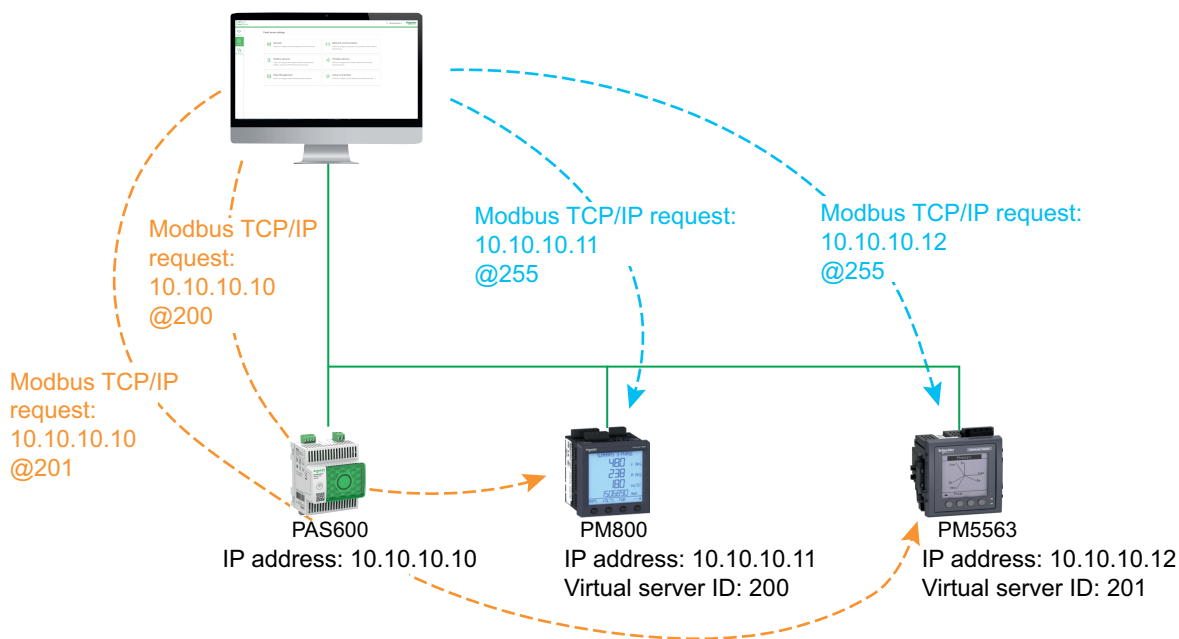 Modbus TCP/IP
request:
10.10.10.10
@200
Modbus TCP/IP request:
10.10.10.11
@255
Modbus TCP/IP request:
10.10.10.12
@255
Modbus TCP/IP
request:
10.10.10.10
@201
PAS600
IP address: 10.10.10.10
480
238
180
PM800
IP address: 10.10.10.11
Virtual server ID: 200
PM5563
IP address: 10.10.10.12
Virtual server ID: 201